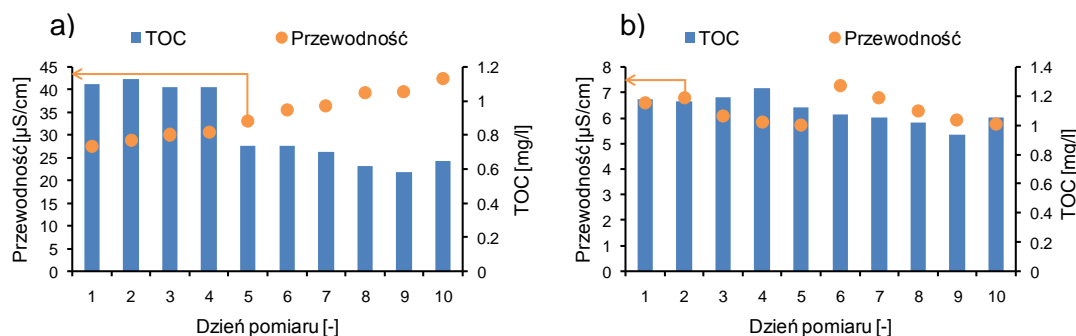 a)
TOC
Przewodność
Przewodność [µS/cm]
45
40
35
30
25
20
15
10
5
0
1.2
1
0.8
0.6
0.4
0.2
0
TOC [mg/l]
1 2 3 4 5 6 7 8 9 10
Dzień pomiaru [-]
b)
TOC
Przewodność
Przewodność [µS/cm]
8
7
6
5
4
3
2
1
0
1.4
1.2
1
0.8
0.6
0.4
0.2
0
TOC [mg/l]
1 2 3 4 5 6 7 8 9 10
Dzień pomiaru [-]